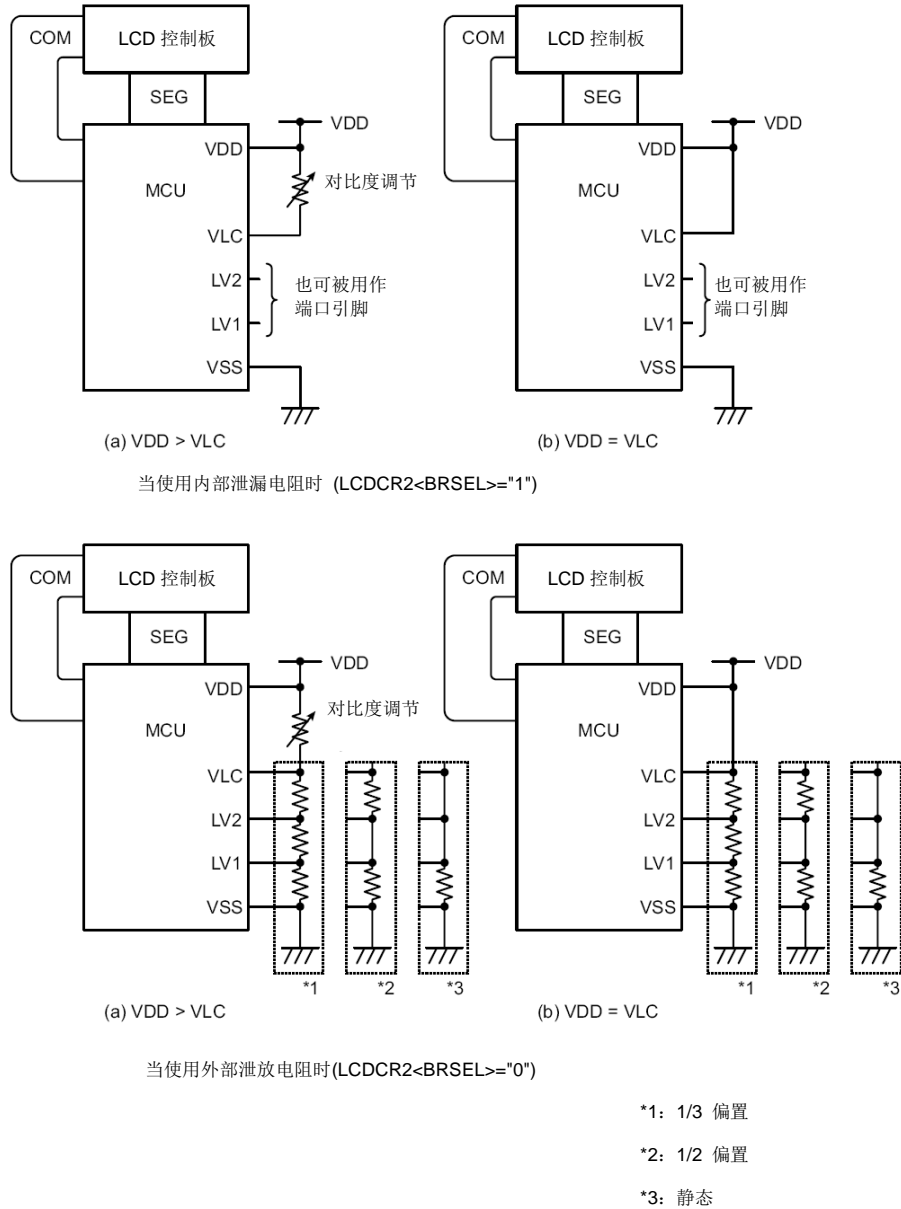 COM
LCD 控制板
SEG
VDD
VDD
MCU
对比度调节
VLC
LV2
LV1
也可被用作
端口引脚
VSS
(a) VDD > VLC
COM
LCD 控制板
SEG
VDD
VDD
MCU
VLC
LV2
LV1
也可被用作
端口引脚
VSS
(b) VDD = VLC
当使用内部泄漏电阻时 (LCDCR2<BRSEL>="1")
COM
LCD 控制板
SEG
VDD
VDD
MCU
对比度调节
VLC
LV2
LV1
VSS
*1
*2
*3
(a) VDD > VLC
COM
LCD 控制板
SEG
VDD
VDD
MCU
VLC
LV2
LV1
VSS
*1
*2
*3
(b) VDD = VLC
当使用外部泄放电阻时(LCDCR2<BRSEL>="0")
*1：1/3 偏置
*2：1/2 偏置
*3：静态